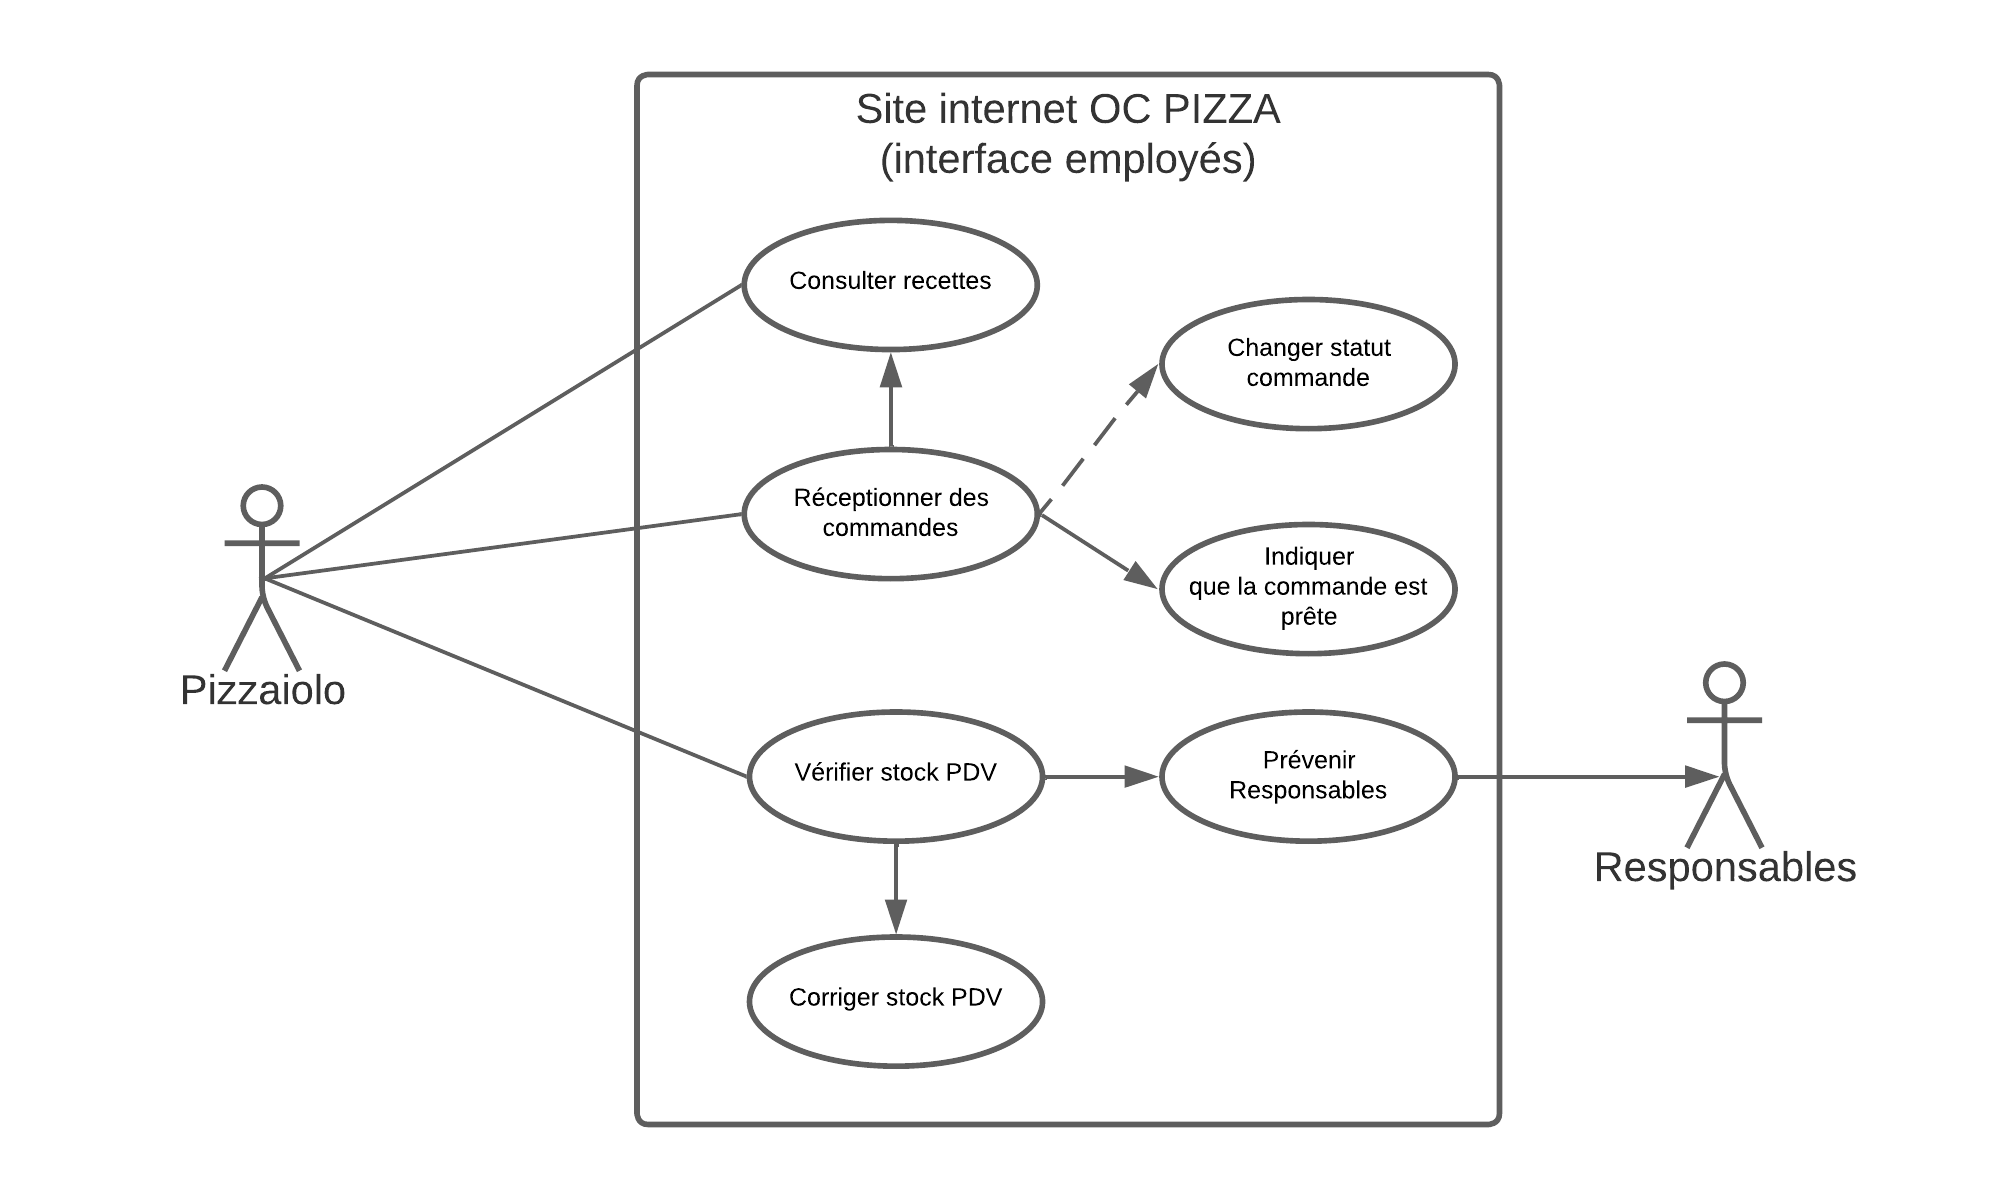 Site internet OC PIZZA
(interface employés)
Consulter recettes
Changer statut
commande
Réceptionner des
commandes
Indiquer
que la commande est
prête
Pizzaiolo
Vérifier stock PDV
Prévenir
Responsables
Responsables
Corriger stock PDV